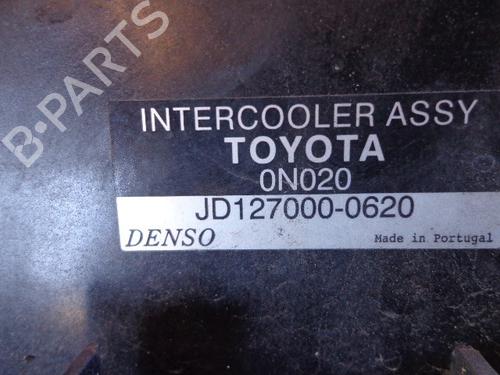 B-PARTS
INTERCOOLER ASSY
TOYOTA
0N020
JD127000-0620
DENSO Made in Portugal